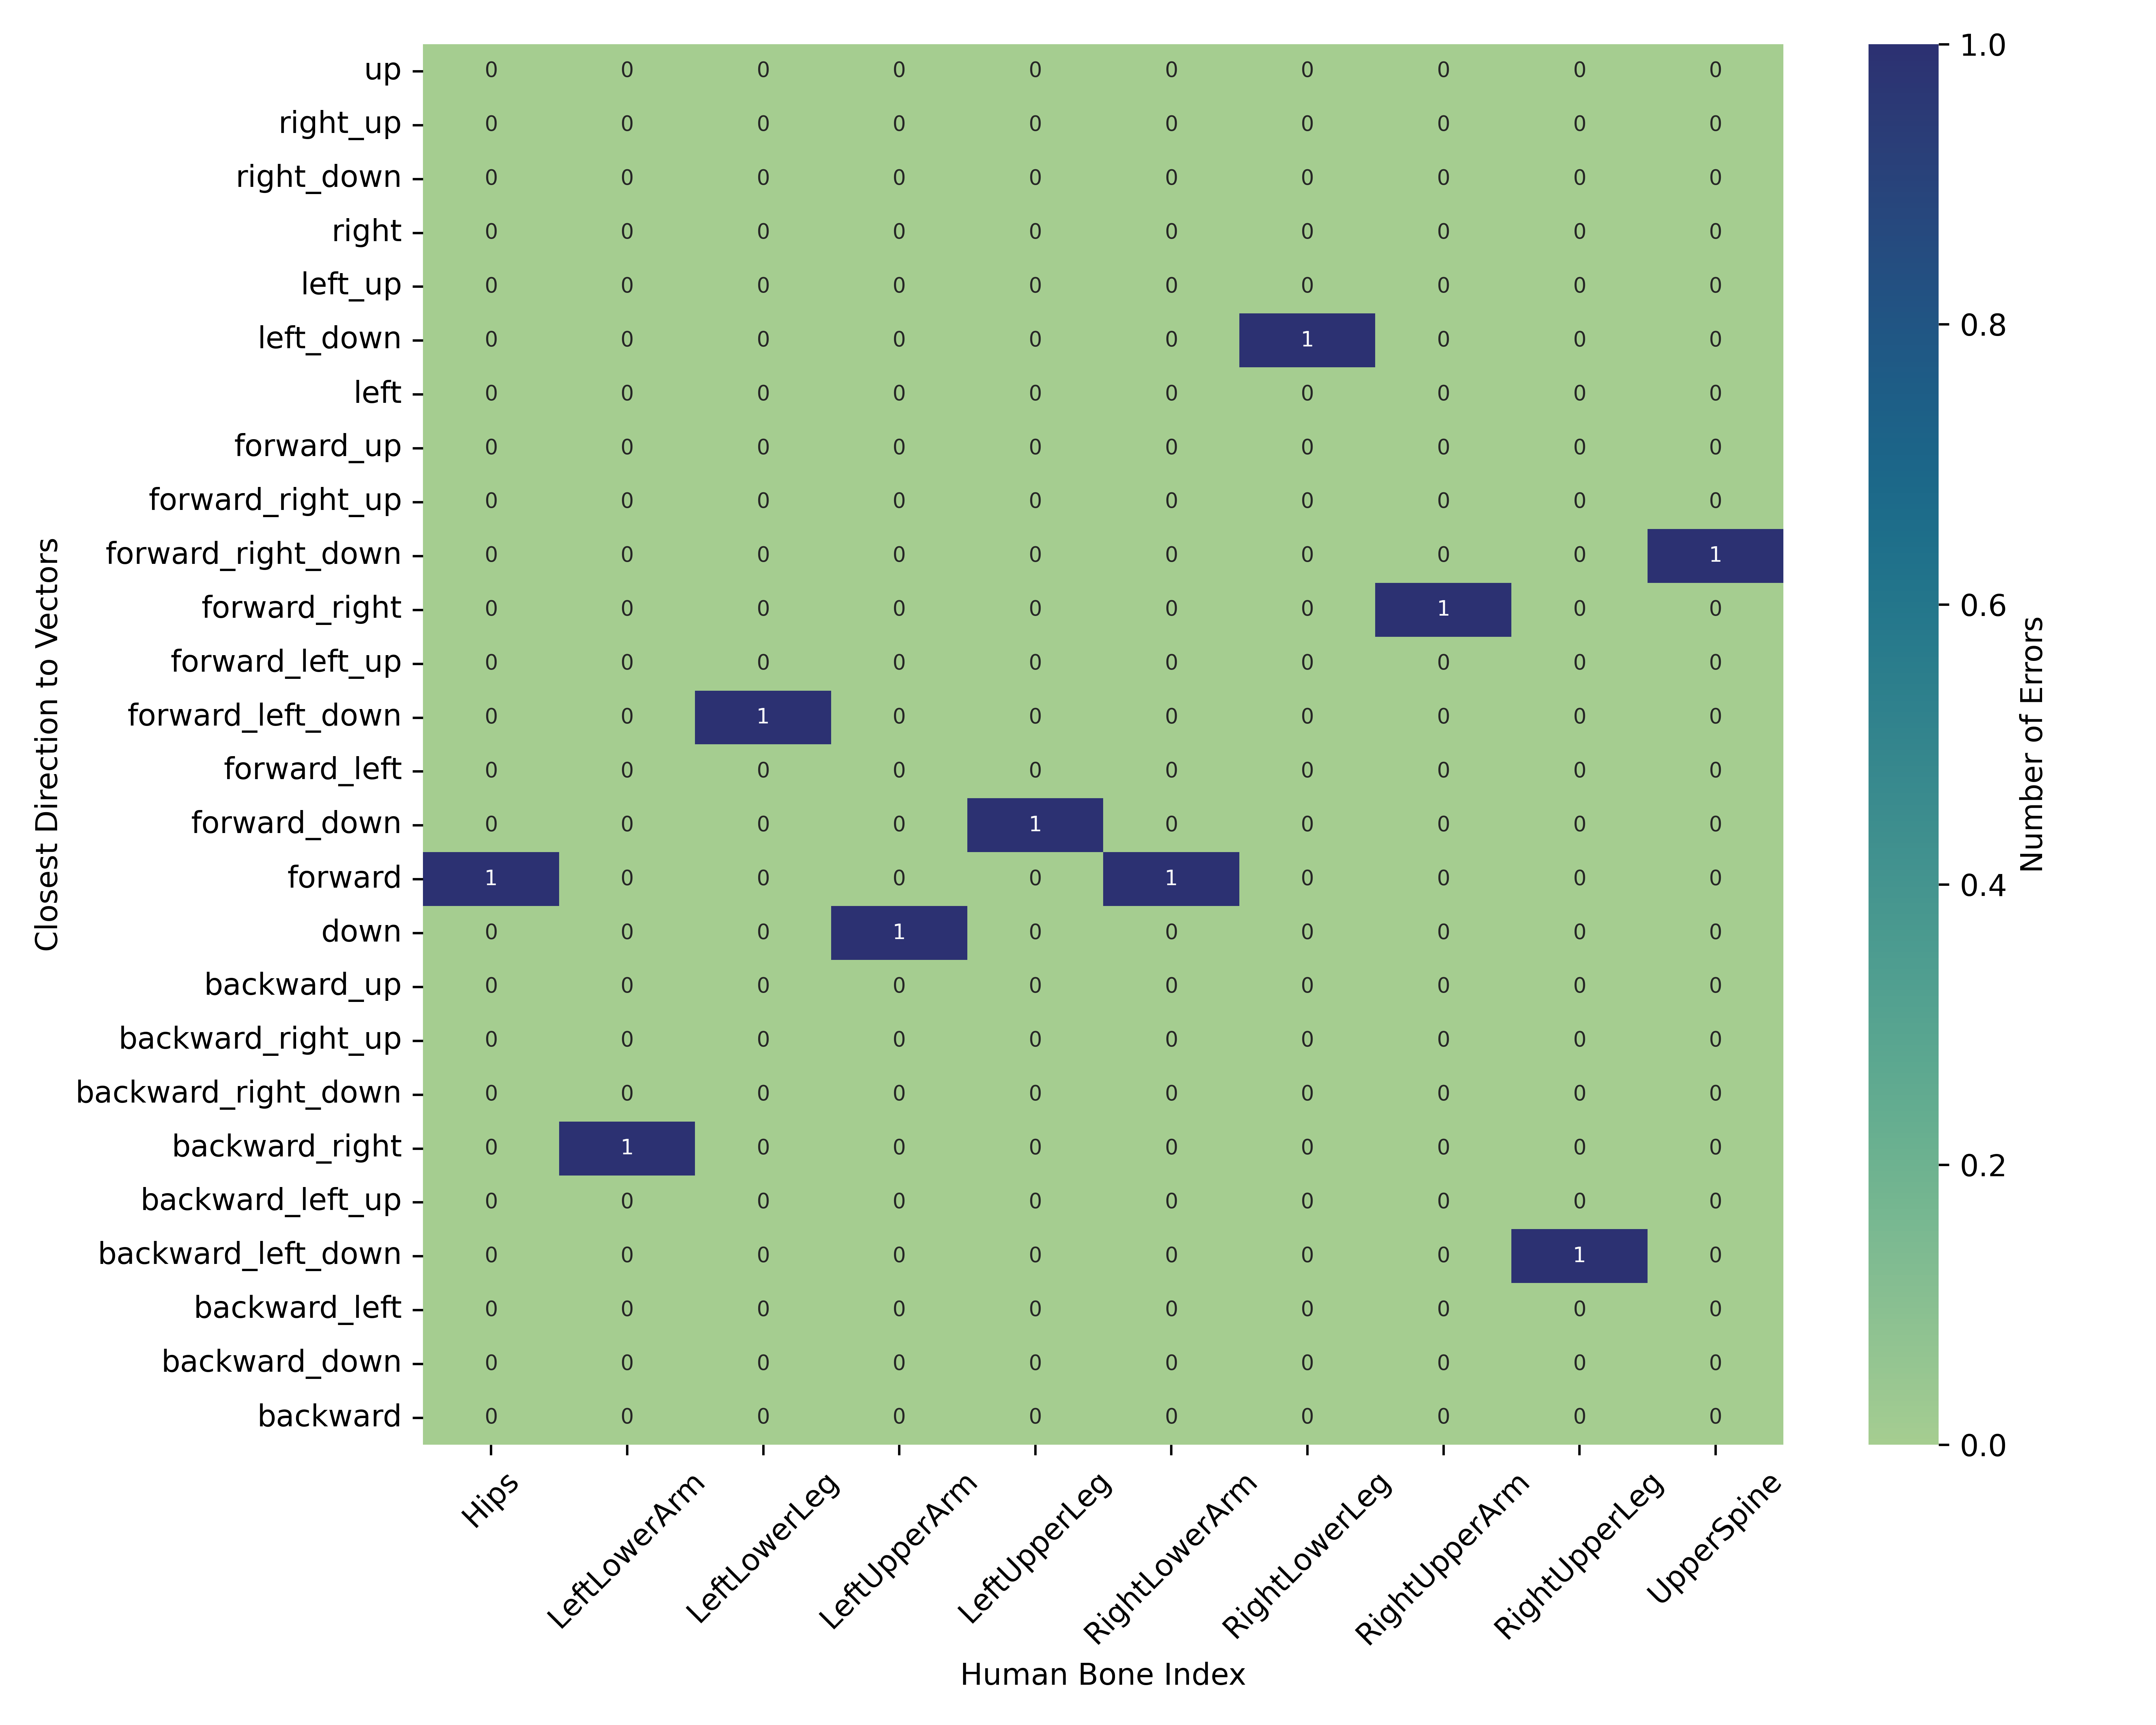 up 0 0 0 0 0 0 0 0 0 0
right_up 0 0 0 0 0 0 0 0 0 0
right_down 0 0 0 0 0 0 0 0 0 0
right 0 0 0 0 0 0 0 0 0 0
left_up 0 0 0 0 0 0 0 0 0 0
left_down 0 0 0 0 0 0 1 0 0 0
left 0 0 0 0 0 0 0 0 0 0
forward_up 0 0 0 0 0 0 0 0 0 0
forward_right_up 0 0 0 0 0 0 0 0 0 0
forward_right_down 0 0 0 0 0 0 0 0 0 1
forward_right 0 0 0 0 0 0 0 1 0 0
forward_left_up 0 0 0 0 0 0 0 0 0 0
forward_left_down 0 0 1 0 0 0 0 0 0 0
forward_left 0 0 0 0 0 0 0 0 0 0
forward_down 0 0 0 0 1 0 0 0 0 0
forward 1 0 0 0 0 1 0 0 0 0
down 0 0 0 1 0 0 0 0 0 0
backward_up 0 0 0 0 0 0 0 0 0 0
backward_right_up 0 0 0 0 0 0 0 0 0 0
backward_right_down 0 0 0 0 0 0 0 0 0 0
backward_right 0 1 0 0 0 0 0 0 0 0
backward_left_up 0 0 0 0 0 0 0 0 0 0
backward_left_down 0 0 0 0 0 0 0 0 1 0
backward_left 0 0 0 0 0 0 0 0 0 0
backward_down 0 0 0 0 0 0 0 0 0 0
backward 0 0 0 0 0 0 0 0 0 0
Hips
LeftLowerArm
LeftLowerLeg
LeftUpperArm
LeftUpperLeg
RightLowerArm
RightLowerLeg
RightUpperArm
RightUpperLeg
UpperSpine
Human Bone Index
Closest Direction to Vectors
1.0
0.8
0.6
0.4
0.2
0.0
Number of Errors